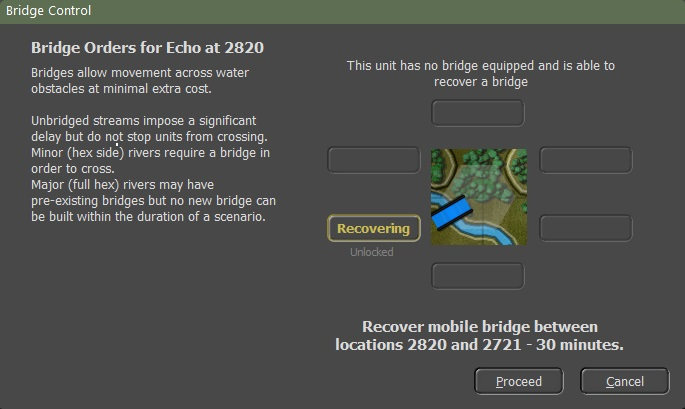 Bridge Control
Bridge Orders for Echo at 2820
Bridges allow movement across water
obstacles at minimal extra cost.
Unbridged streams impose a significant
delay but do not stop units from crossing.
Minor (hex side) rivers require a bridge in
order to cross.
Major (full hex) rivers may have
pre-existing bridges but no new bridge can
be built within the duration of a scenario.
This unit has no bridge equipped and is able to
recover a bridge
Recovering
Unlocked
Recover mobile bridge between
locations 2820 and 2721 - 30 minutes.
Proceed
Cancel